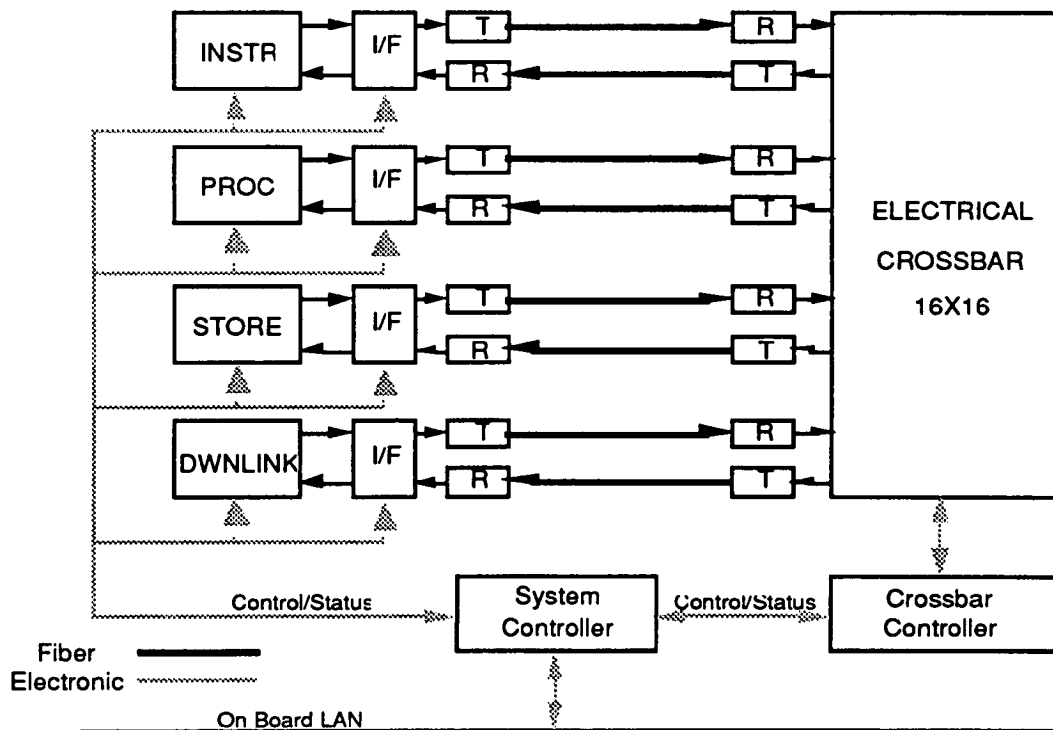 T R
INSTR I/F
R T
T R
PROC I/F
R T
ELECTRICAL
CROSSBAR
16X16
T R
STORE I/F
R T
T R
DWNLINK I/F
R T
Control/Status
System
Controller
Control/Status
Crossbar
Controller
Fiber
Electronic
On Board LAN